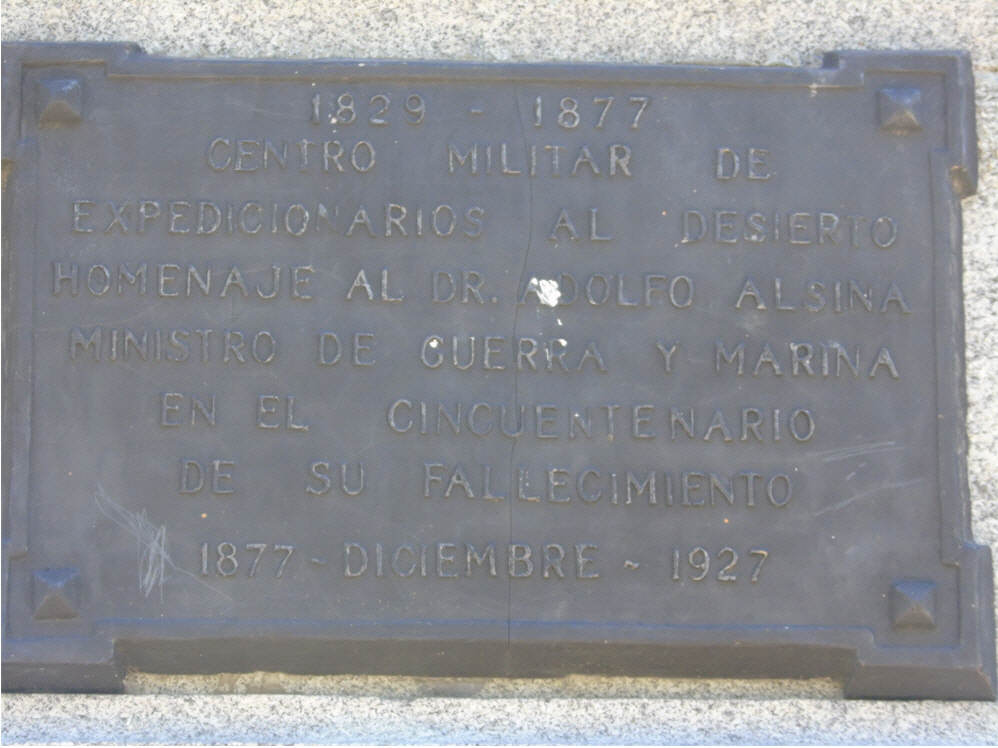 1829 - 1877
CENTRO MILITAR DE
EXPEDICIONARIOS AL DESIERTO
HOMENAJE AL DR. ADOLFO ALSINA
MINISTRO DE GUERRA Y MARINA
EN EL CINCUENTENARIO
DE SU FALLECIMIENTO
1877 - DICIEMBRE - 1927